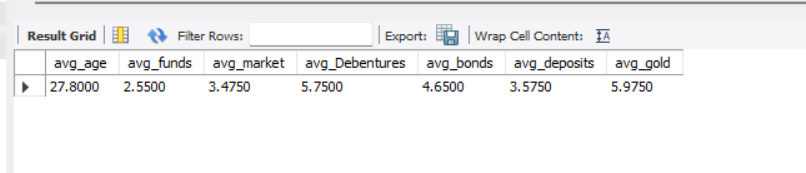 Result Grid Filter Rows: Export: Wrap Cell Content: IA
avg_age avg_funds avg_market avg_Debentures avg_bonds avg_deposits avg_gold
27.8000 2.5500 3.4750 5.7500 4.6500 3.5750 5.9750